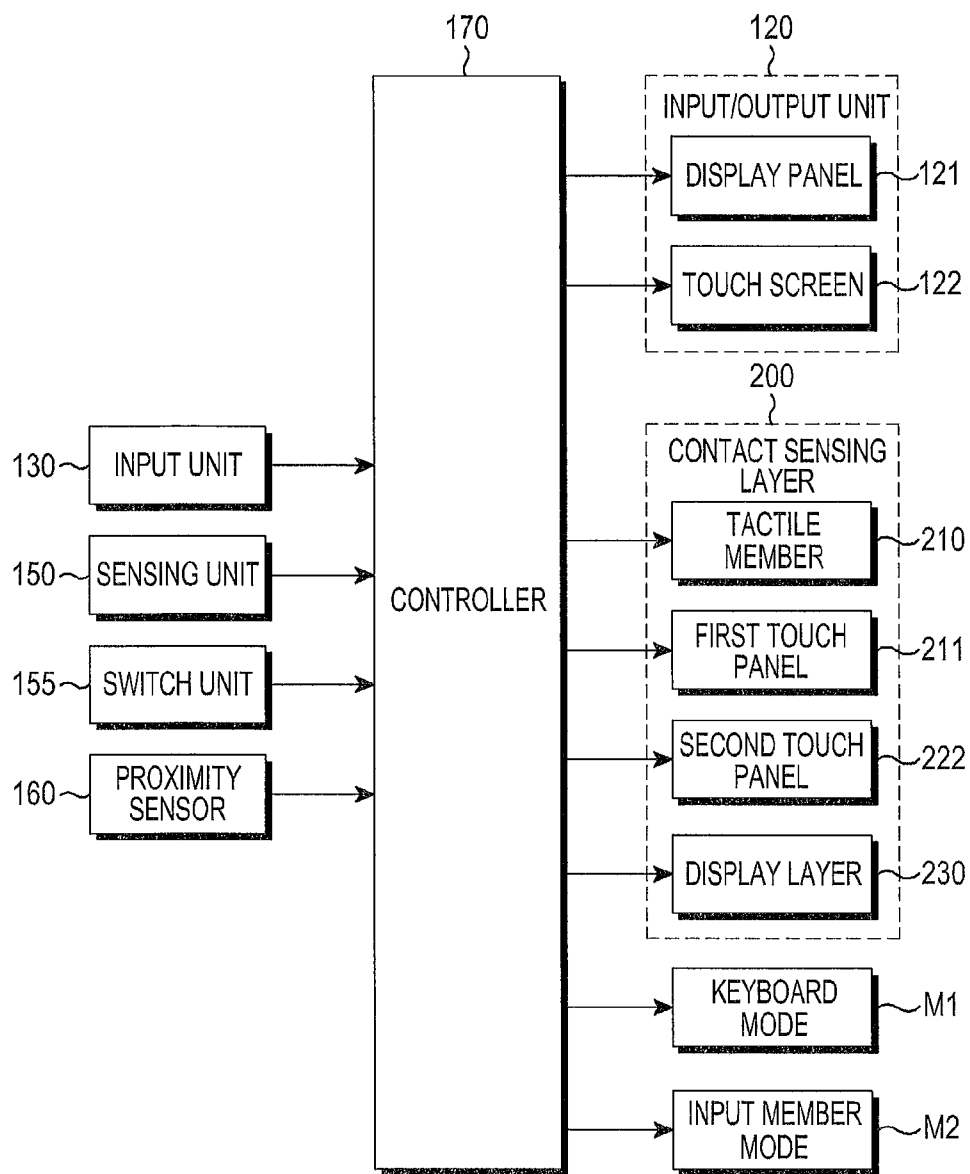 170
120
INPUT/OUTPUT UNIT
DISPLAY PANEL
121
TOUCH SCREEN
122
200
CONTACT SENSING
LAYER
130
INPUT UNIT
TACTILE
MEMBER
210
150
SENSING UNIT
CONTROLLER
FIRST TOUCH
PANEL
211
155
SWITCH UNIT
SECOND TOUCH
PANEL
222
160
PROXIMITY
SENSOR
DISPLAY LAYER
230
KEYBOARD
MODE
M1
INPUT MEMBER
MODE
M2